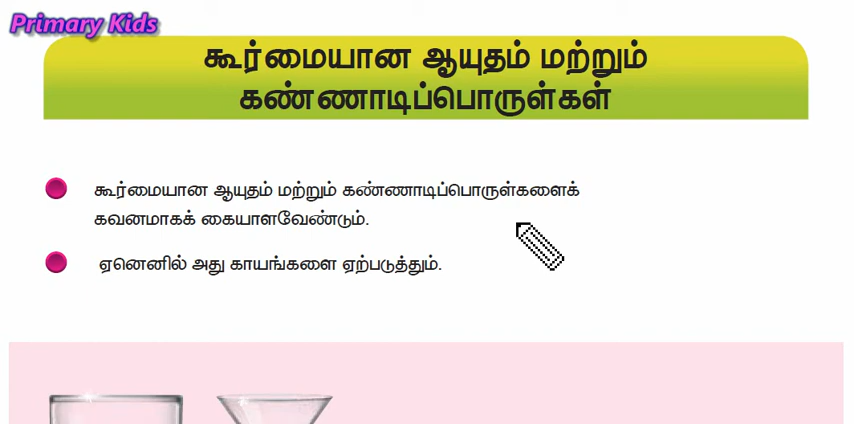 Primary Kids
கூர்மையான ஆயுதம் மற்றும்
கண்ணாடிப்பொருள்கள்
கூர்மையான ஆயுதம் மற்றும் கண்ணாடிப்பொருள்களைக்
கவனமாகக் கையாளவேண்டும்.
ஏனெனில் அது காயங்களை ஏற்படுத்தும்.